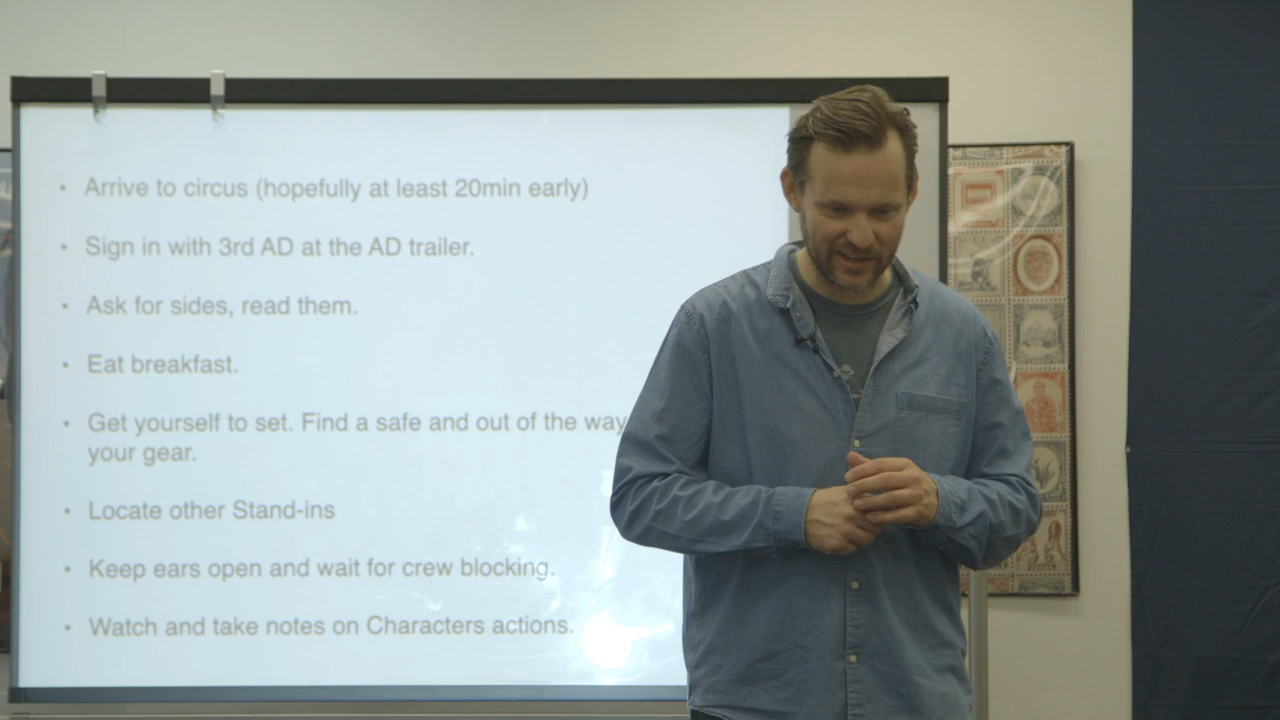 • Arrive to circus (hopefully at least 20min early)
• Sign in with 3rd AD at the AD trailer.
• Ask for sides, read them.
• Eat breakfast.
• Get yourself to set. Find a safe and out of the way
your gear.
• Locate other Stand-ins
• Keep ears open and wait for crew blocking.
• Watch and take notes on Characters actions.